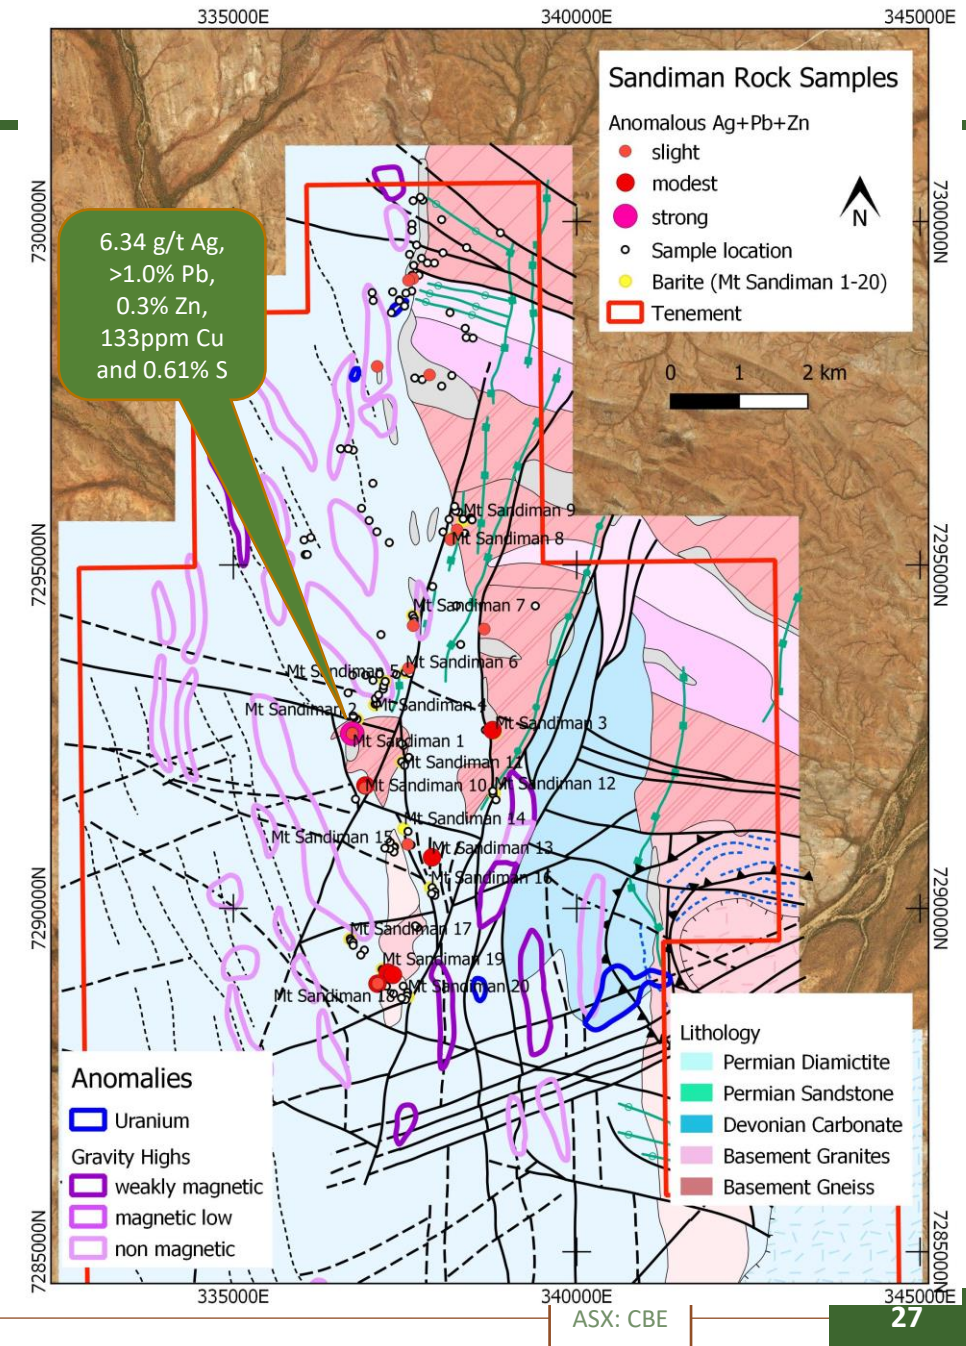 335000E
340000E
345000E
Sandiman Rock Samples
Anomalous Ag+Pb+Zn
slight
modest
strong
Sample location
Barite (Mt Sandiman 1-20)
Tenement
N
7300000N
7300000N
6.34 g/t Ag,
>1.0% Pb,
0.3% Zn,
133ppm Cu
and 0.61% S
0 1 2 km
Mt Sandiman 9
Mt Sandiman 8
7295000N
7295000N
Mt Sandiman 7
Mt Sandiman 6
Mt Sandiman 5
Mt Sandiman 4
Mt Sandiman 2
Mt Sandiman 3
Mt Sandiman 1
Mt Sandiman 11
Mt Sandiman 10
Mt Sandiman 12
Mt Sandiman 14
Mt Sandiman 15
Mt Sandiman 13
Mt Sandiman 16
7290000N
7290000N
Mt Sandiman 17
Mt Sandiman 19
Mt Sandiman 20
Mt Sandiman 18
Anomalies
Uranium
Gravity Highs
weakly magnetic
magnetic low
non magnetic
Lithology
Permian Diamictite
Permian Sandstone
Devonian Carbonate
Basement Granites
Basement Gneiss
7285000N
7285000N
335000E
340000E
345000E
ASX: CBE
27